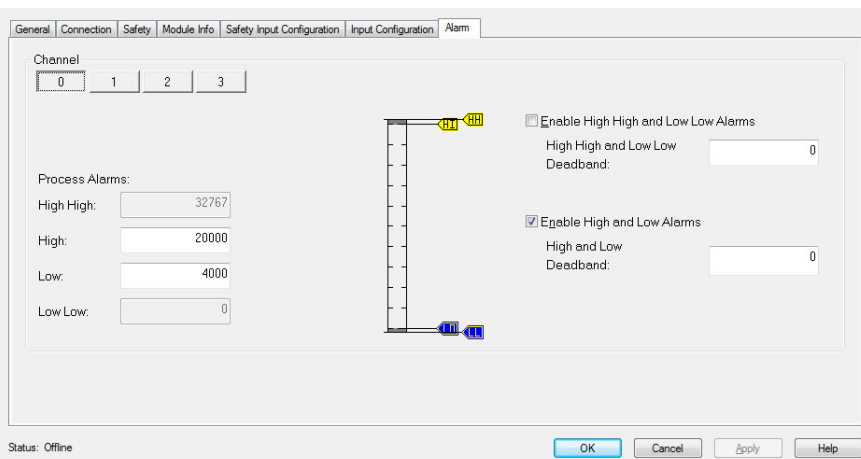 General Connection Safety Module Info Safety Input Configuration Input Configuration Alarm
Channel
0 1 2 3
HI HH
Enable High High and Low Low Alarms
High High and Low Low
Deadband: 0
Process Alarms:
High High: 32767
Enable High and Low Alarms
High: 20000
High and Low
Deadband: 0
Low: 4000
Low Low: 0
LL
Status: Offline
OK Cancel Apply Help